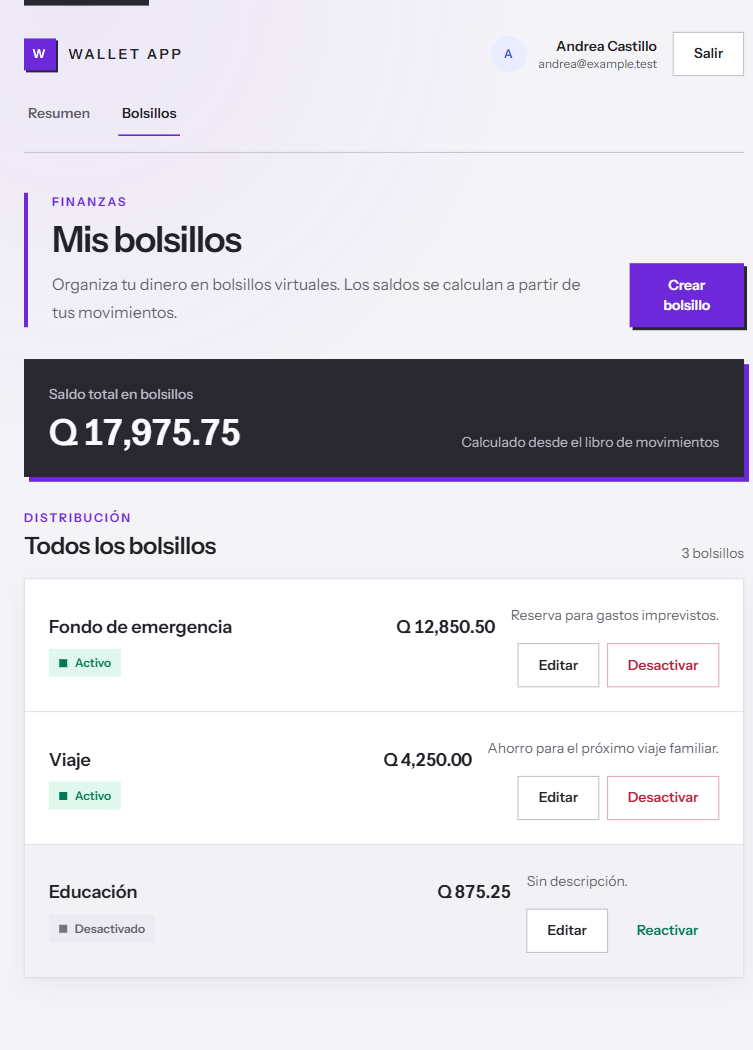 W WALLET APP
A Andrea Castillo
andrea@example.test
Salir
Resumen Bolsillos
FINANZAS
Mis bolsillos
Organiza tu dinero en bolsillos virtuales. Los saldos se calculan a partir de
tus movimientos.
Crear
bolsillo
Saldo total en bolsillos
Q 17,975.75
Calculado desde el libro de movimientos
DISTRIBUCIÓN
Todos los bolsillos
3 bolsillos
Fondo de emergencia
Activo
Q 12,850.50
Reserva para gastos imprevistos.
Editar Desactivar
Viaje
Activo
Q 4,250.00
Ahorro para el próximo viaje familiar.
Editar Desactivar
Educación
Desactivado
Q 875.25
Sin descripción.
Editar Reactivar